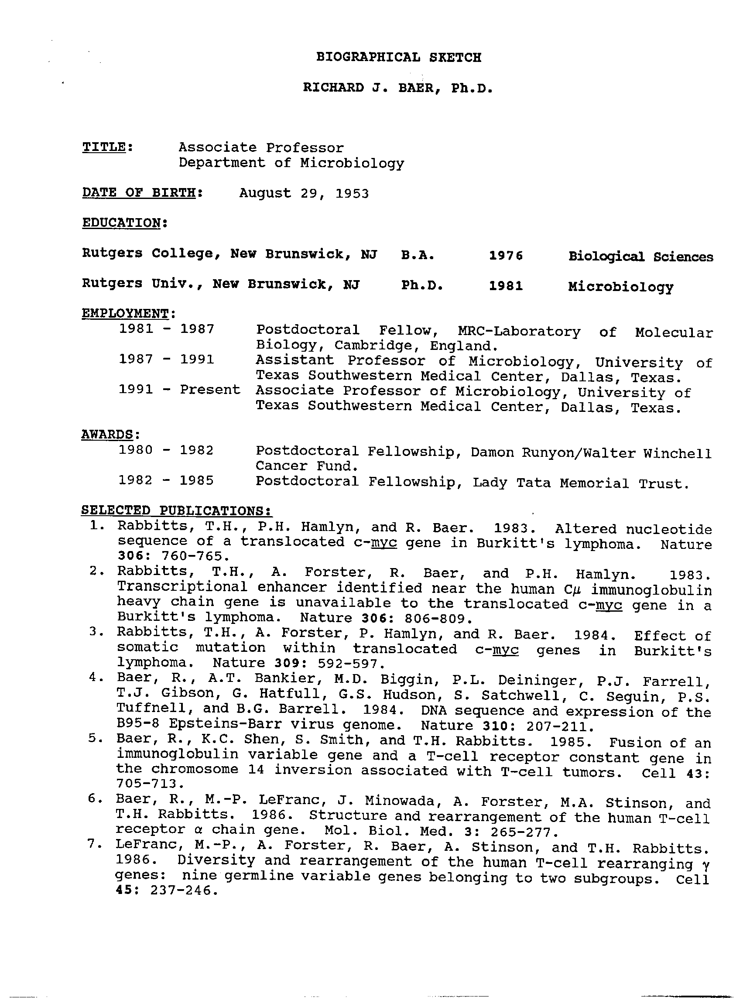 BIOGRAPHICAL SKETCH
RICHARD J. BAER, Ph.D.
TITLE: Associate Professor
Department of Microbiology
DATE OF BIRTH: August 29, 1953
EDUCATION:
Rutgers College, New Brunswick, NJ B.A. 1976 Biological Sciences
Rutgers Univ., New Brunswick, NJ Ph.D. 1981 Microbiology
EMPLOYMENT:
1981 - 1987 Postdoctoral Fellow, MRC-Laboratory of Molecular
Biology, Cambridge, England.
1987 - 1991 Assistant Professor of Microbiology, University of
Texas Southwestern Medical Center, Dallas, Texas.
1991 - Present Associate Professor of Microbiology, University of
Texas Southwestern Medical Center, Dallas, Texas.
AWARDS:
1980 - 1982 Postdoctoral Fellowship, Damon Runyon/Walter Winchell
Cancer Fund.
1982 - 1985 Postdoctoral Fellowship, Lady Tata Memorial Trust.
SELECTED PUBLICATIONS:
1. Rabbitts, T.H., P.H. Hamlyn, and R. Baer. 1983. Altered nucleotide
sequence of a translocated c-myc gene in Burkitt's lymphoma. Nature
306: 760-765.
2. Rabbitts, T.H., A. Forster, R. Baer, and P.H. Hamlyn. 1983.
Transcriptional enhancer identified near the human Cμ immunoglobulin
heavy chain gene is unavailable to the translocated c-myc gene in a
Burkitt's lymphoma. Nature 306: 806-809.
3. Rabbitts, T.H., A. Forster, P. Hamlyn, and R. Baer. 1984. Effect of
somatic mutation within translocated c-myc genes in Burkitt's
lymphoma. Nature 309: 592-597.
4. Baer, R., A.T. Bankier, M.D. Biggin, P.L. Deininger, P.J. Farrell,
T.J. Gibson, G. Hatfull, G.S. Hudson, S. Satchwell, C. Seguin, P.S.
Tuffnell, and B.G. Barrell. 1984. DNA sequence and expression of the
B95-8 Epsteins-Barr virus genome. Nature 310: 207-211.
5. Baer, R., K.C. Shen, S. Smith, and T.H. Rabbitts. 1985. Fusion of an
immunoglobulin variable gene and a T-cell receptor constant gene in
the chromosome 14 inversion associated with T-cell tumors. Cell 43:
705-713.
6. Baer, R., M.-P. LeFranc, J. Minowada, A. Forster, M.A. Stinson, and
T.H. Rabbitts. 1986. Structure and rearrangement of the human T-cell
receptor α chain gene. Mol. Biol. Med. 3: 265-277.
7. LeFranc, M.-P., A. Forster, R. Baer, A. Stinson, and T.H. Rabbitts.
1986. Diversity and rearrangement of the human T-cell rearranging γ
genes: nine germline variable genes belonging to two subgroups. Cell
45: 237-246.